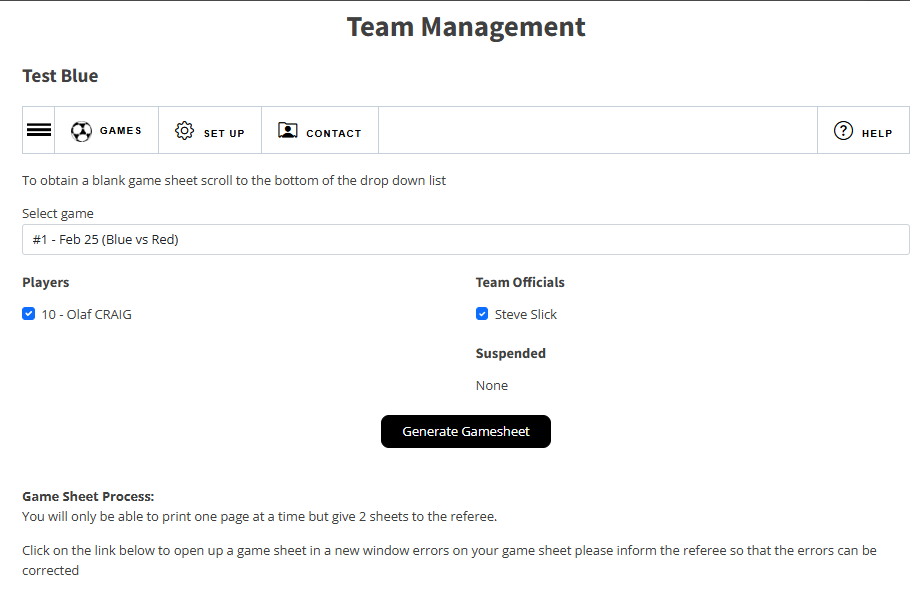 Team Management
Test Blue
GAMES
SET UP
CONTACT
? HELP
To obtain a blank game sheet scroll to the bottom of the drop down list
Select game
#1 - Feb 25 (Blue vs Red)
Players
10 - Olaf CRAIG
Team Officials
Steve Slick
Suspended
None
Generate Gamesheet
Game Sheet Process:
You will only be able to print one page at a time but give 2 sheets to the referee.
Click on the link below to open up a game sheet in a new window errors on your game sheet please inform the referee so that the errors can be
corrected